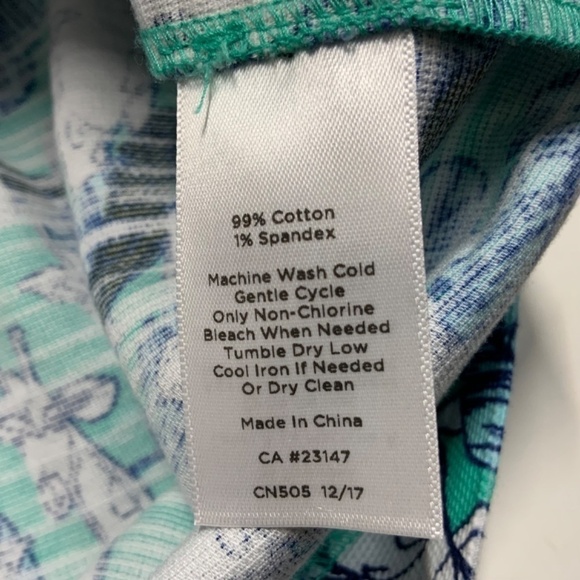 99% Cotton
1% Spandex
Machine Wash Cold
Gentle Cycle
Only Non-Chlorine
Bleach When Needed
Tumble Dry Low
Cool Iron If Needed
Or Dry Clean
Made In China
CA #23147
CN505 12/17